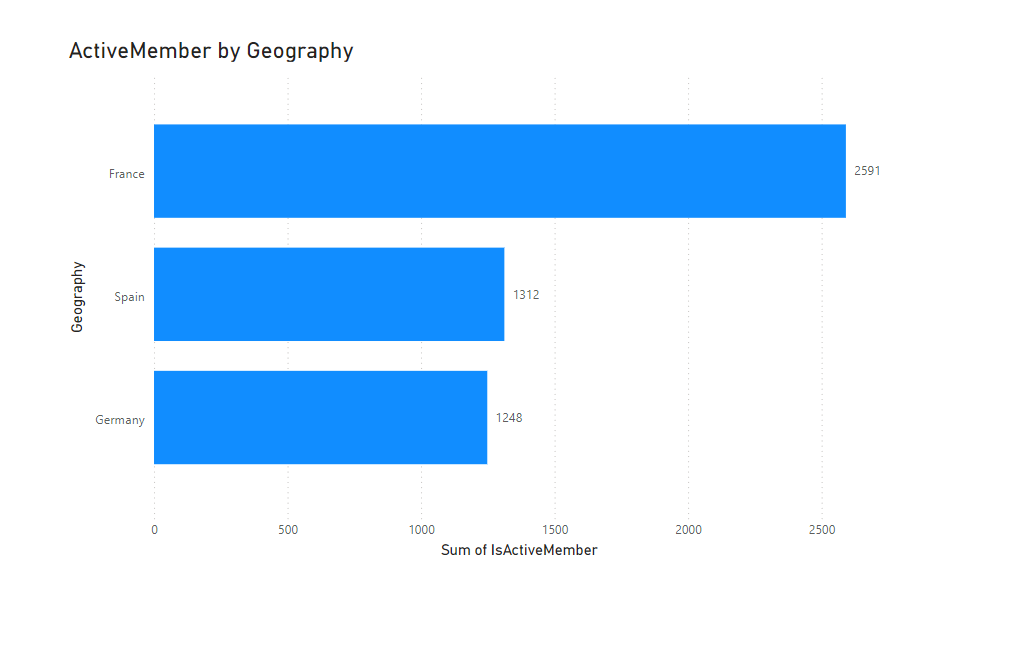 ActiveMember by Geography
France
2591
Geography
Spain
1312
Germany
1248
0 500 1000 1500 2000 2500
Sum of IsActiveMember